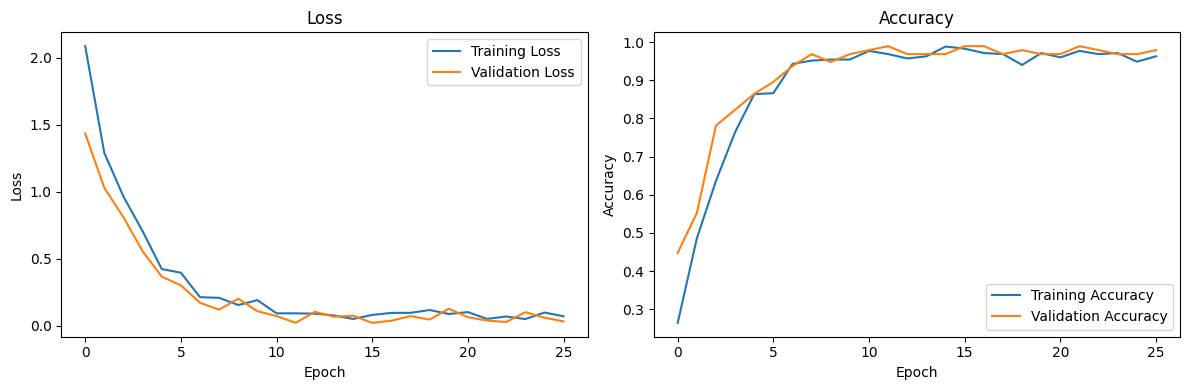 Loss
Training Loss
Validation Loss
2.0
1.5
1.0
0.5
0.0
Loss
0 5 10 15 20 25
Epoch
Accuracy
1.0
0.9
0.8
0.7
0.6
0.5
0.4
0.3
Accuracy
Training Accuracy
Validation Accuracy
0 5 10 15 20 25
Epoch